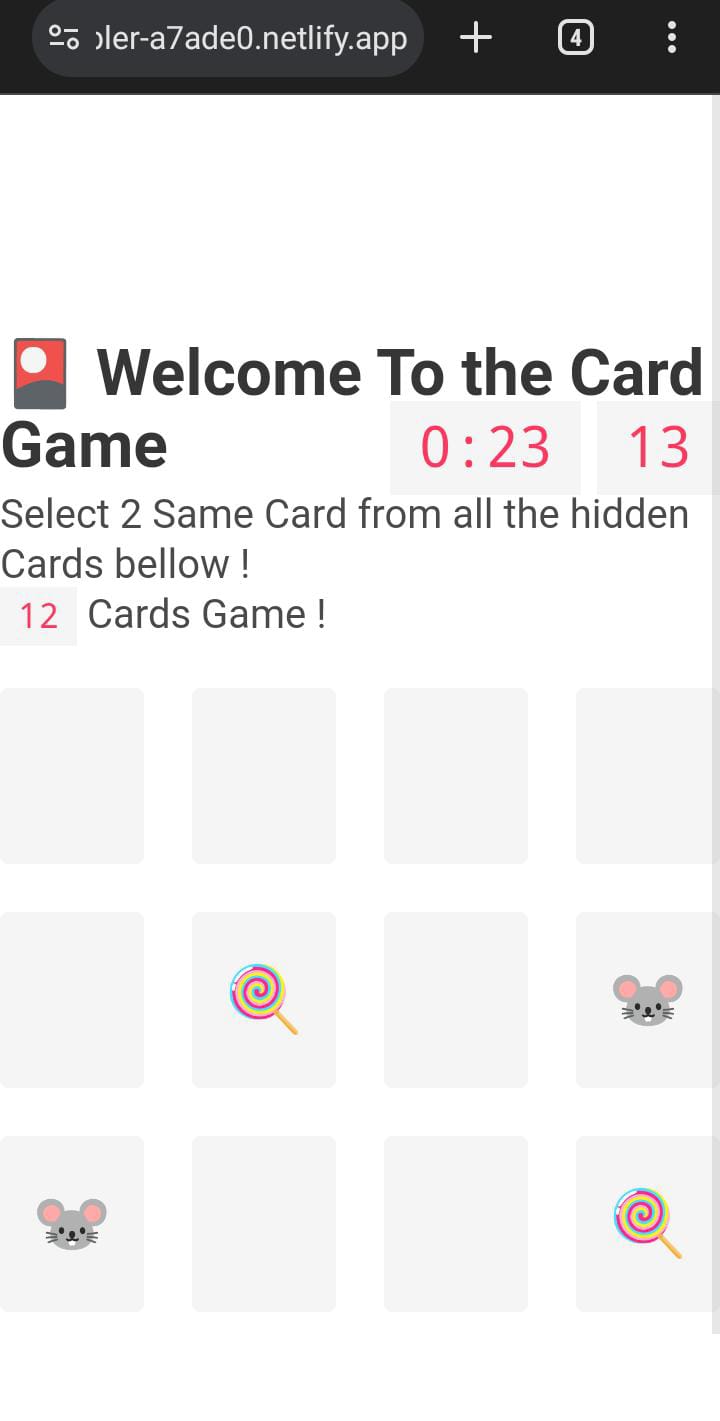 oler-a7ade0.netlify.app
4
Welcome To the Card
Game
0:23
13
Select 2 Same Card from all the hidden
Cards bellow !
12 Cards Game !